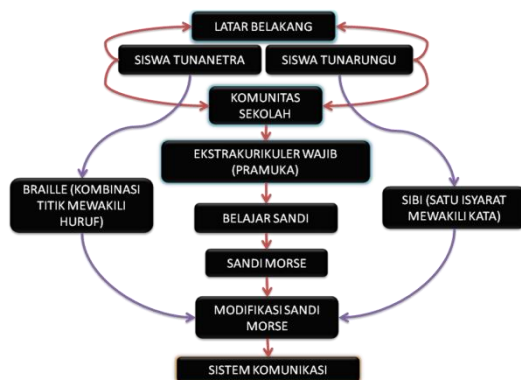 LATAR BELAKANG
SISWA TUNANETRA
SISWA TUNARUNGU
KOMUNITAS
SEKOLAH
EKSTRAKURIKULER WAJIB
(PRAMUKA)
BRAILLE (KOMBINASI
TITIK MEWAKILI
HURUF)
BELAJAR SANDI
SIBI (SATU ISYARAT
MEWAKILI KATA)
SANDI MORSE
MODIFIKASI SANDI
MORSE
SISTEM KOMUNIKASI